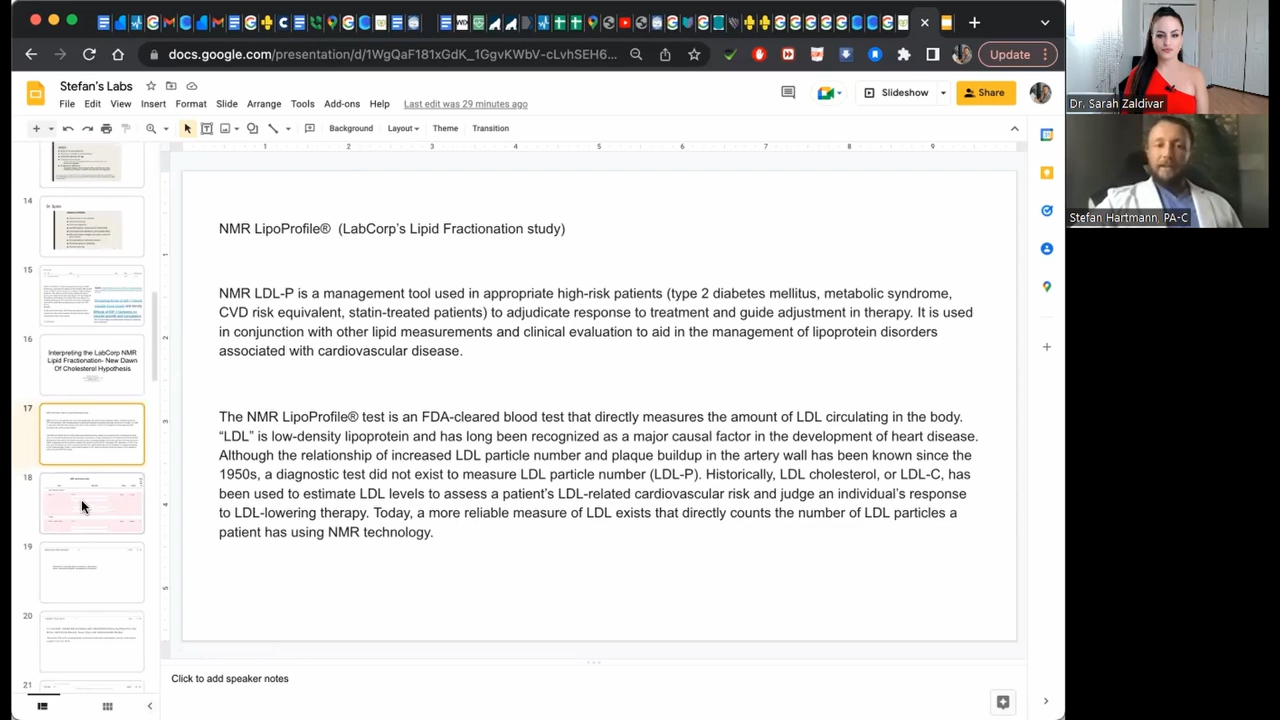 docs.google.com/presentation/d/
Update
Stefan's Labs
File Edit View Insert Format Slide Arrange Tools Add-ons Help Last edit was 29 minutes ago
Slideshow
Share
Background Layout Theme Transition
1 2 3 4 5 6 7 8 9
14
15
16
Interpreting the LabCorp NMR
Lipid Fractionation- New Dawn
Of Cholesterol Hypothesis
17
18
19
20
21
NMR LipoProfile® (LabCorp's Lipid Fractionation study)
NMR LDL-P is a management tool used in appropriate high-risk patients (type 2 diabetes mellitus, metabolic syndrome,
CVD risk equivalent, statin-treated patients) to adjudicate response to treatment and guide adjustment in therapy. It is used
in conjunction with other lipid measurements and clinical evaluation to aid in the management of lipoprotein disorders
associated with cardiovascular disease.
The NMR LipoProfile® test is an FDA-cleared blood test that directly measures the amount of LDL circulating in the body.
“LDL” is low-density lipoprotein and has long been recognized as a major causal factor in the development of heart disease.
Although the relationship of increased LDL particle number and plaque buildup in the artery wall has been known since the
1950s, a diagnostic test did not exist to measure LDL particle number (LDL-P). Historically, LDL cholesterol, or LDL-C, has
been used to estimate LDL levels to assess a patient’s LDL-related cardiovascular risk and judge an individual’s response
to LDL-lowering therapy. Today, a more reliable measure of LDL exists that directly counts the number of LDL particles a
patient has using NMR technology.
Click to add speaker notes
Dr. Sarah Zaldivar
Stefan Hartmann, PA-C